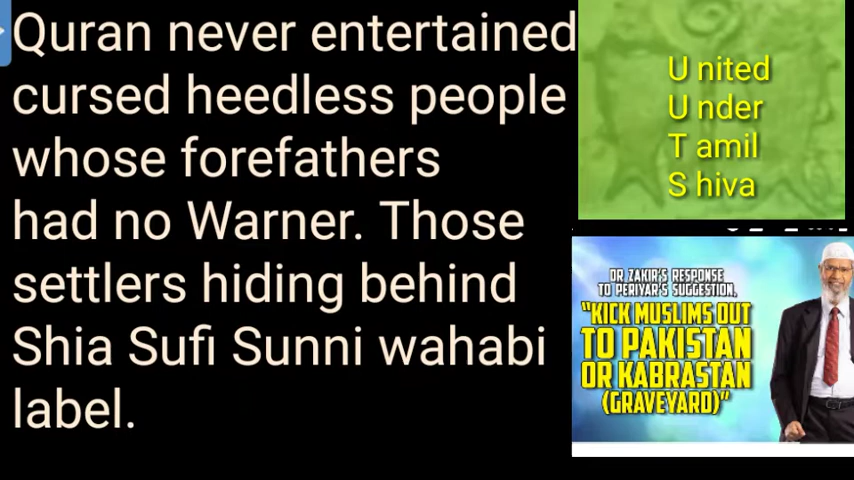 Quran never entertained
cursed heedless people
whose forefathers
had no Warner. Those
settlers hiding behind
Shia Sufi Sunni wahabi
label.
U nited
U nder
T amil
S hiva
DR ZAKIR'S RESPONSE
TO PERIYAR'S SUGGESTION,
"KICK MUSLIMS OUT
TO PAKISTAN
OR KABRASTAN
(GRAVEYARD)"